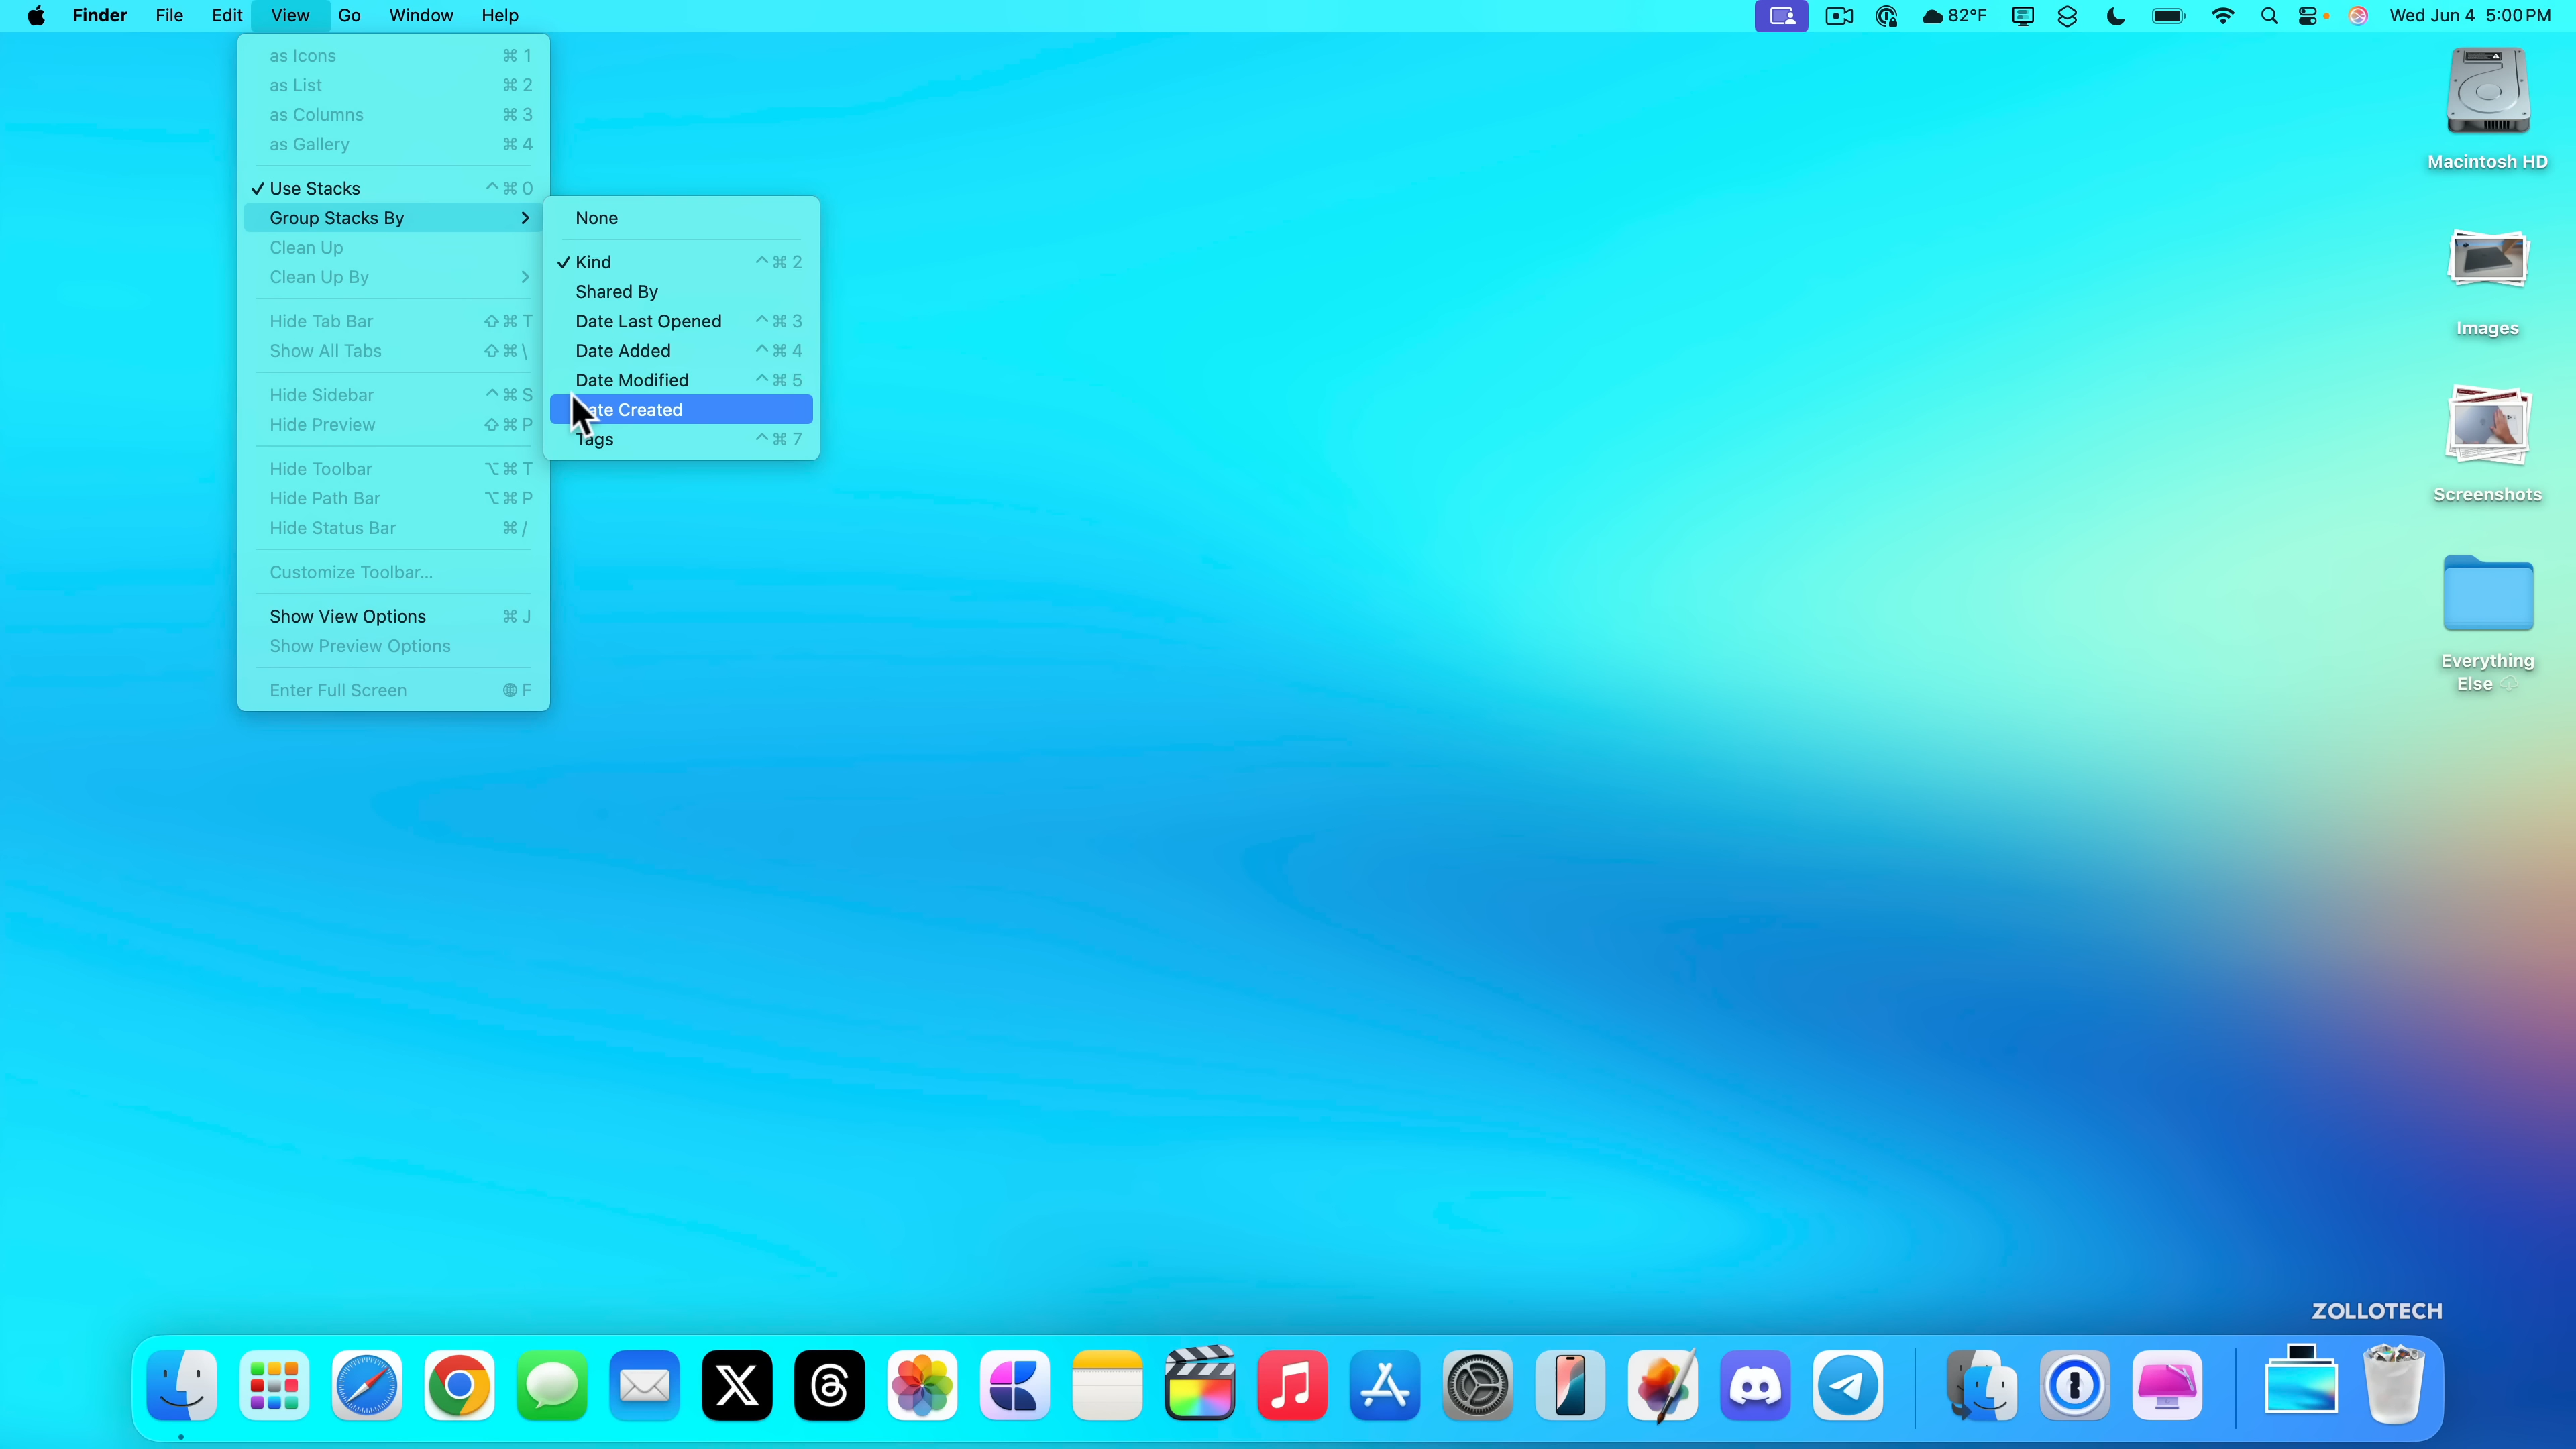 Finder File Edit View Go Window Help
82°F Wed Jun 4 5:00 PM
as Icons ⌘ 1
as List ⌘ 2
as Columns ⌘ 3
as Gallery ⌘ 4
✓ Use Stacks ^ ⌘ 0
Group Stacks By >
Clean Up
Clean Up By >
Hide Tab Bar ⇧ ⌘ T
Show All Tabs ⇧ ⌘ \
Hide Sidebar ^ ⌘ S
Hide Preview ⇧ ⌘ P
Hide Toolbar ⌥ ⌘ T
Hide Path Bar ⌥ ⌘ P
Hide Status Bar ⌘ /
Customize Toolbar...
Show View Options ⌘ J
Show Preview Options
Enter Full Screen 🌐 F
None
✓ Kind ^ ⌘ 2
Shared By
Date Last Opened ^ ⌘ 3
Date Added ^ ⌘ 4
Date Modified ^ ⌘ 5
Date Created
Tags ^ ⌘ 7
Macintosh HD
Images
Screenshots
Everything
Else
ZOLLOTECH